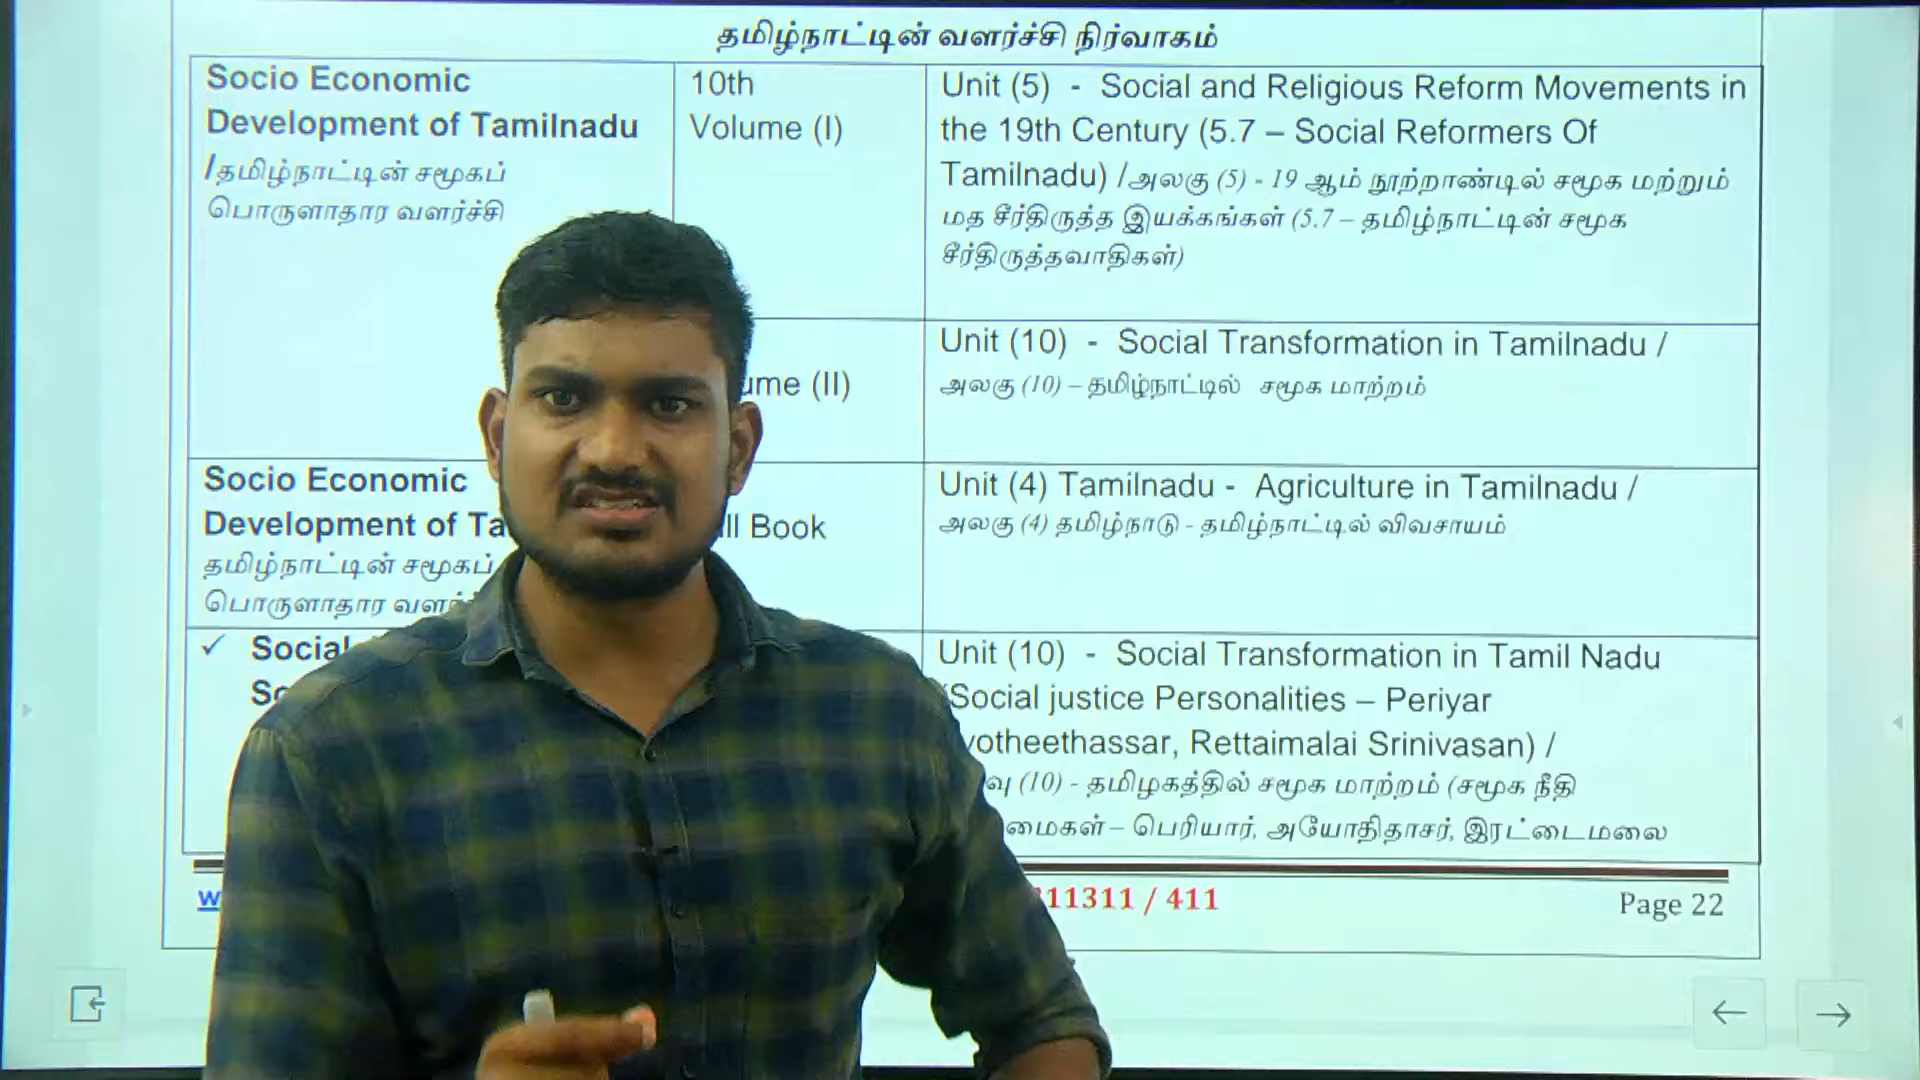 தமிழ்நாட்டின் வளர்ச்சி நிர்வாகம்
Socio Economic
Development of Tamilnadu
/தமிழ்நாட்டின் சமூகப்
பொருளாதார வளர்ச்சி
10th
Volume (I)
Unit (5) - Social and Religious Reform Movements in
the 19th Century (5.7 – Social Reformers Of
Tamilnadu) /அலகு (5) - 19 ஆம் நூற்றாண்டில் சமூக மற்றும்
மத சீர்திருத்த இயக்கங்கள் (5.7 – தமிழ்நாட்டின் சமூக
சீர்திருத்தவாதிகள்)
(II)
Unit (10) - Social Transformation in Tamilnadu /
அலகு (10) – தமிழ்நாட்டில் சமூக மாற்றம்
Socio Economic
Development of
தமிழ்நாட்டின் சமூகப்
பொருளாதார
Book
Unit (4) Tamilnadu - Agriculture in Tamilnadu /
அலகு (4) தமிழ்நாடு - தமிழ்நாட்டில் விவசாயம்
✓ Social
Unit (10) - Social Transformation in Tamil Nadu
(Social justice Personalities – Periyar
Rettaimalai Srinivasan) /
(10) - தமிழகத்தில் சமூக மாற்றம் (சமூக நீதி
– பெரியார், அயோதிதாசர், இரட்டைமலை
11311 / 411
Page 22